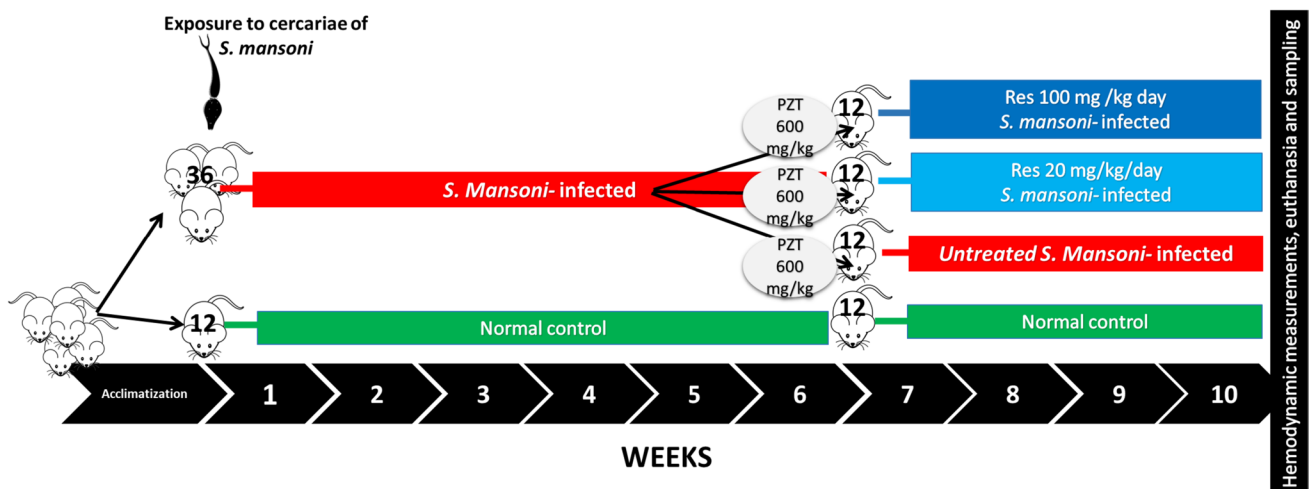 Exposure to cercariae of
S. mansoni
36
12
PZT
600
mg/kg
12
PZT
600
mg/kg
12
PZT
600
mg/kg
12
12
S. Mansoni- infected
Normal control
Res 100 mg /kg day
S. mansoni- infected
Res 20 mg/kg/day
S. mansoni- infected
Untreated S. Mansoni- infected
Normal control
Acclimatization
1
2
3
4
5
6
7
8
9
10
WEEKS
Hemodynamic measurements, euthanasia and sampling